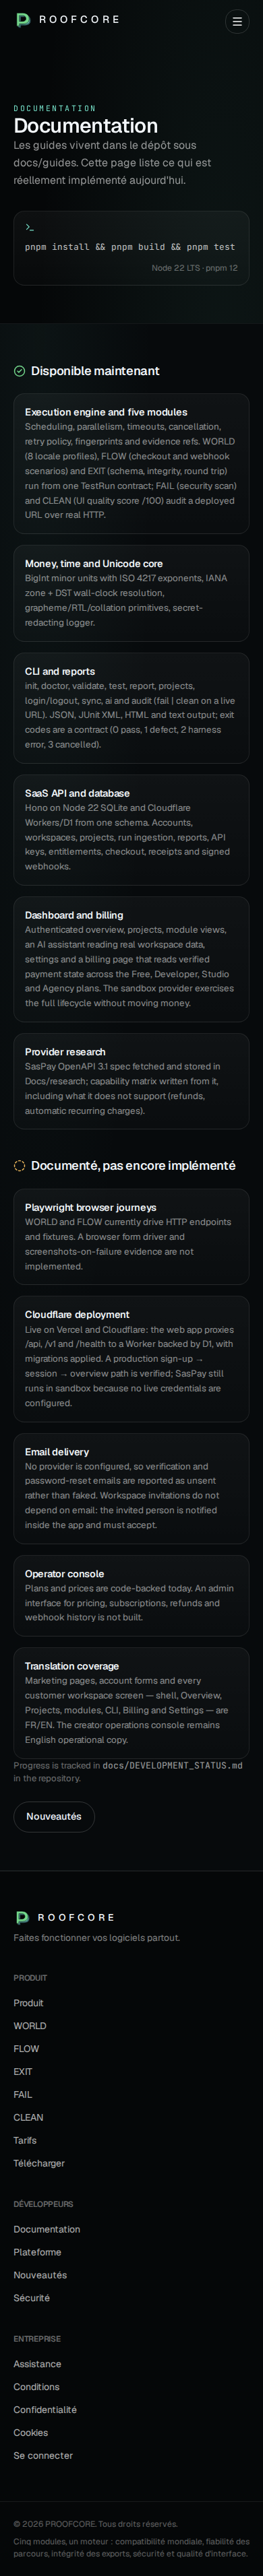 ROOFCORE
DOCUMENTATION
Documentation
Les guides vivent dans le dépôt sous
docs/guides. Cette page liste ce qui est
réellement implémenté aujourd'hui.
pnpm install && pnpm build && pnpm test
Node 22 LTS · pnpm 12
Disponible maintenant
Execution engine and five modules
Scheduling, parallelism, timeouts, cancellation,
retry policy, fingerprints and evidence refs. WORLD
(8 locale profiles), FLOW (checkout and webhook
scenarios) and EXIT (schema, integrity, round trip)
run from one TestRun contract; FAIL (security scan)
and CLEAN (UI quality score /100) audit a deployed
URL over real HTTP.
Money, time and Unicode core
BigInt minor units with ISO 4217 exponents, IANA
zone + DST wall-clock resolution,
grapheme/RTL/collation primitives, secret-
redacting logger.
CLI and reports
init, doctor, validate, test, report, projects,
login/logout, sync, ai and audit (fail | clean on a live
URL). JSON, JUnit XML, HTML and text output; exit
codes are a contract (0 pass, 1 defect, 2 harness
error, 3 cancelled).
SaaS API and database
Hono on Node 22 SQLite and Cloudflare
Workers/D1 from one schema. Accounts,
workspaces, projects, run ingestion, reports, API
keys, entitlements, checkout, receipts and signed
webhooks.
Dashboard and billing
Authenticated overview, projects, module views,
an AI assistant reading real workspace data,
settings and a billing page that reads verified
payment state across the Free, Developer, Studio
and Agency plans. The sandbox provider exercises
the full lifecycle without moving money.
Provider research
SasPay OpenAPI 3.1 spec fetched and stored in
Docs/research; capability matrix written from it,
including what it does not support (refunds,
automatic recurring charges).
Documenté, pas encore implémenté
Playwright browser journeys
WORLD and FLOW currently drive HTTP endpoints
and fixtures. A browser form driver and
screenshots-on-failure evidence are not
implemented.
Cloudflare deployment
Live on Vercel and Cloudflare: the web app proxies
/api, /v1 and /health to a Worker backed by D1, with
migrations applied. A production sign-up →
session → overview path is verified; SasPay still
runs in sandbox because no live credentials are
configured.
Email delivery
No provider is configured, so verification and
password-reset emails are reported as unsent
rather than faked. Workspace invitations do not
depend on email: the invited person is notified
inside the app and must accept.
Operator console
Plans and prices are code-backed today. An admin
interface for pricing, subscriptions, refunds and
webhook history is not built.
Translation coverage
Marketing pages, account forms and every
customer workspace screen — shell, Overview,
Projects, modules, CLI, Billing and Settings — are
FR/EN. The creator operations console remains
English operational copy.
Progress is tracked in docs/DEVELOPMENT_STATUS.md
in the repository.
Nouveautés
ROOFCORE
Faites fonctionner vos logiciels partout.
PRODUIT
Produit
WORLD
FLOW
EXIT
FAIL
CLEAN
Tarifs
Télécharger
DÉVELOPPEURS
Documentation
Plateforme
Nouveautés
Sécurité
ENTREPRISE
Assistance
Conditions
Confidentialité
Cookies
Se connecter
© 2026 PROOFCORE. Tous droits réservés.
Cinq modules, un moteur : compatibilité mondiale, fiabilité des
parcours, intégrité des exports, sécurité et qualité d'interface.